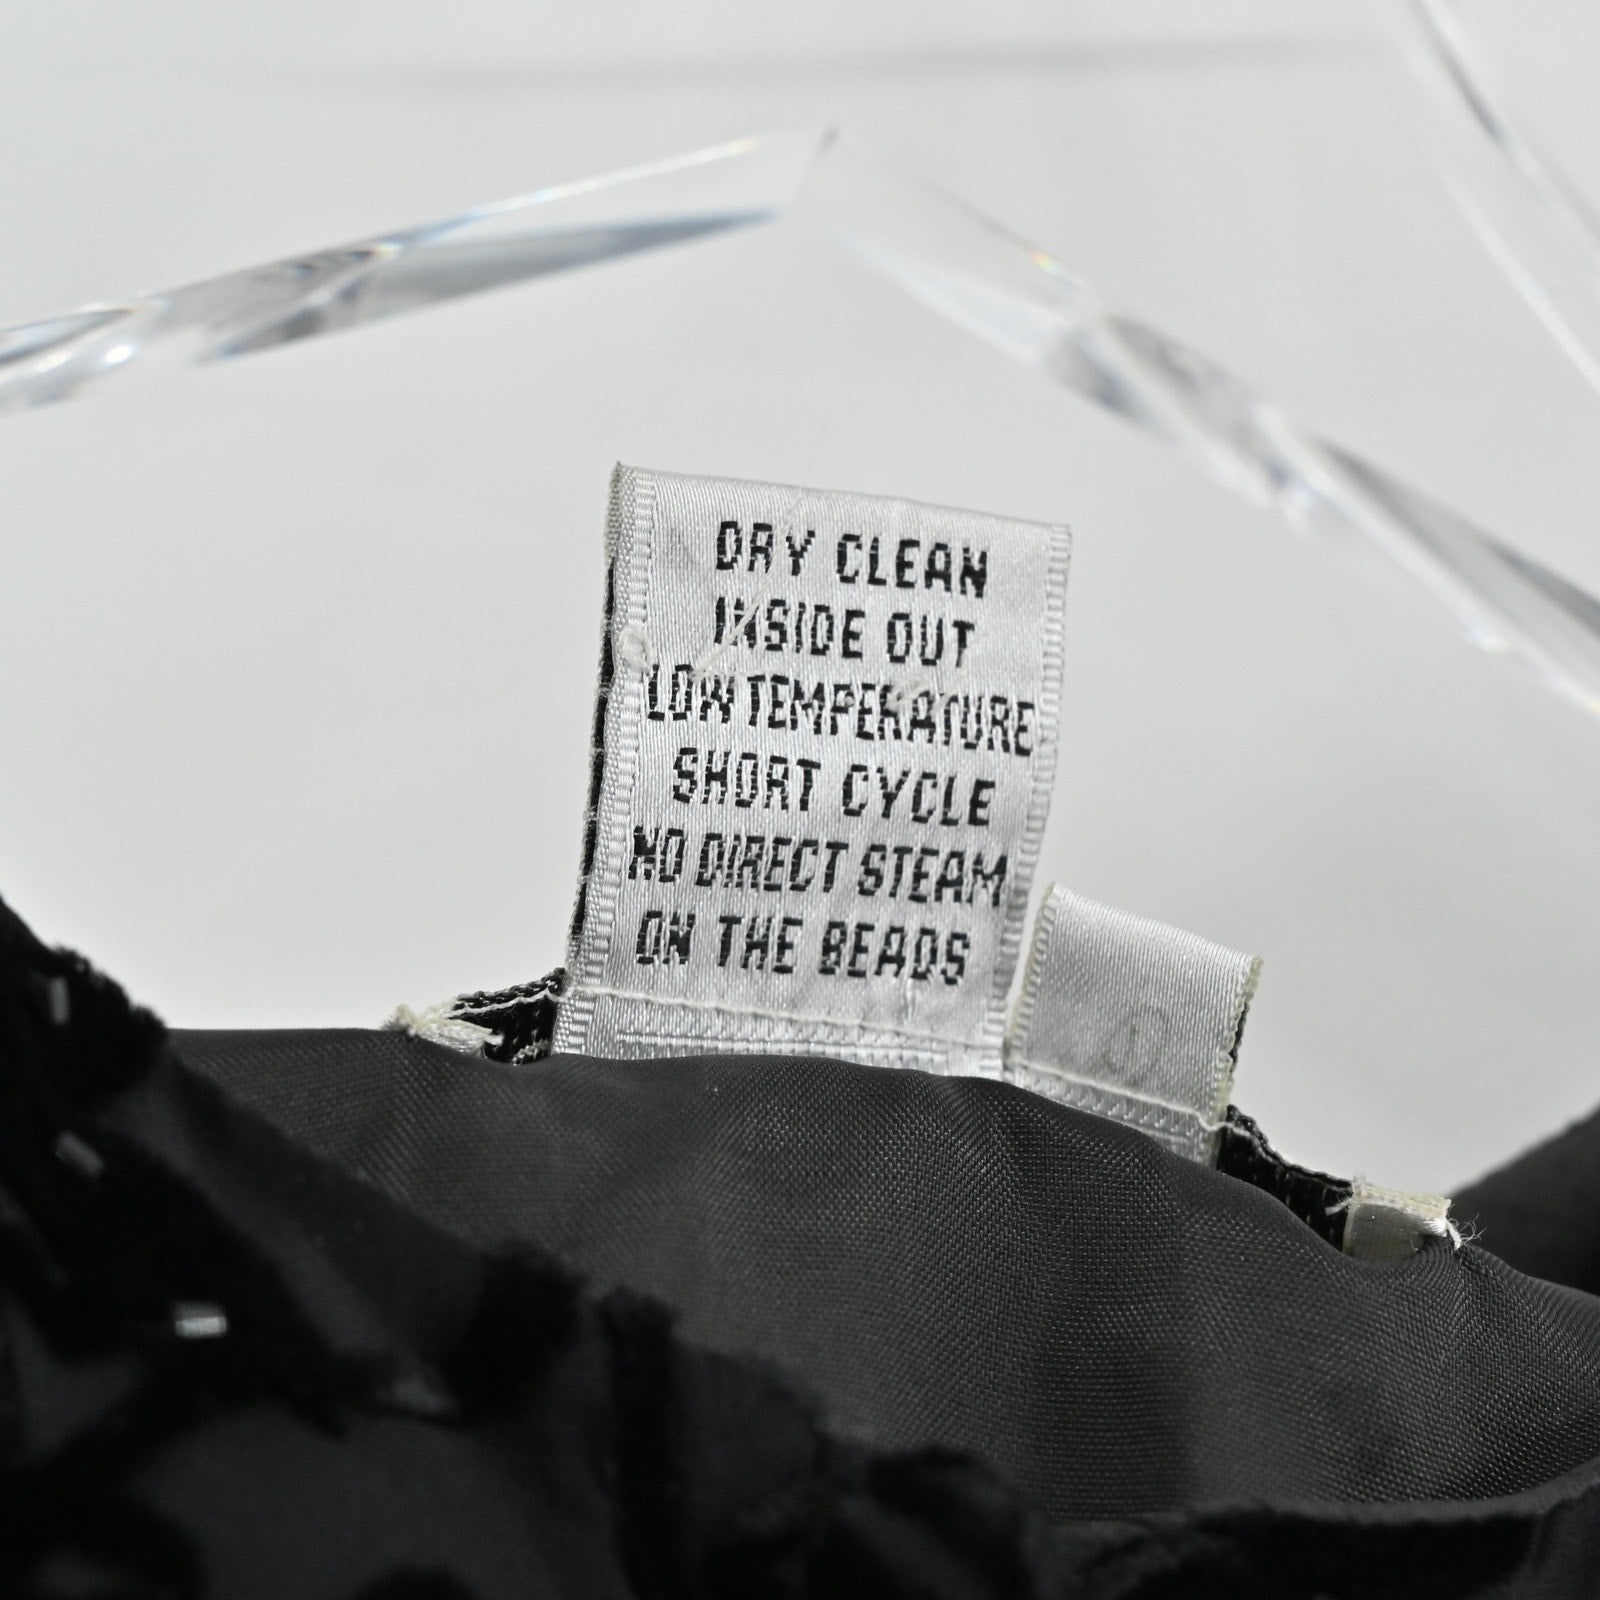 DRY CLEAN
INSIDE OUT
LOW TEMPERATURE
SHORT CYCLE
NO DIRECT STEAM
ON THE BEADS